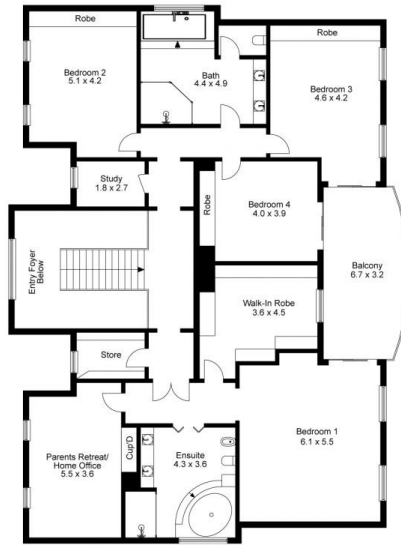 Robe
Bedroom 2
5.1 x 4.2
Bath
4.4 x 4.9
Robe
Bedroom 3
4.6 x 4.2
Study
1.8 x 2.7
Robe
Bedroom 4
4.0 x 3.9
Entry Foyer
Below
Balcony
6.7 x 3.2
Walk-In Robe
3.6 x 4.5
Store
Bedroom 1
6.1 x 5.5
Parents Retreat/
Home Office
5.5 x 3.6
Cup'D
Ensuite
4.3 x 3.6